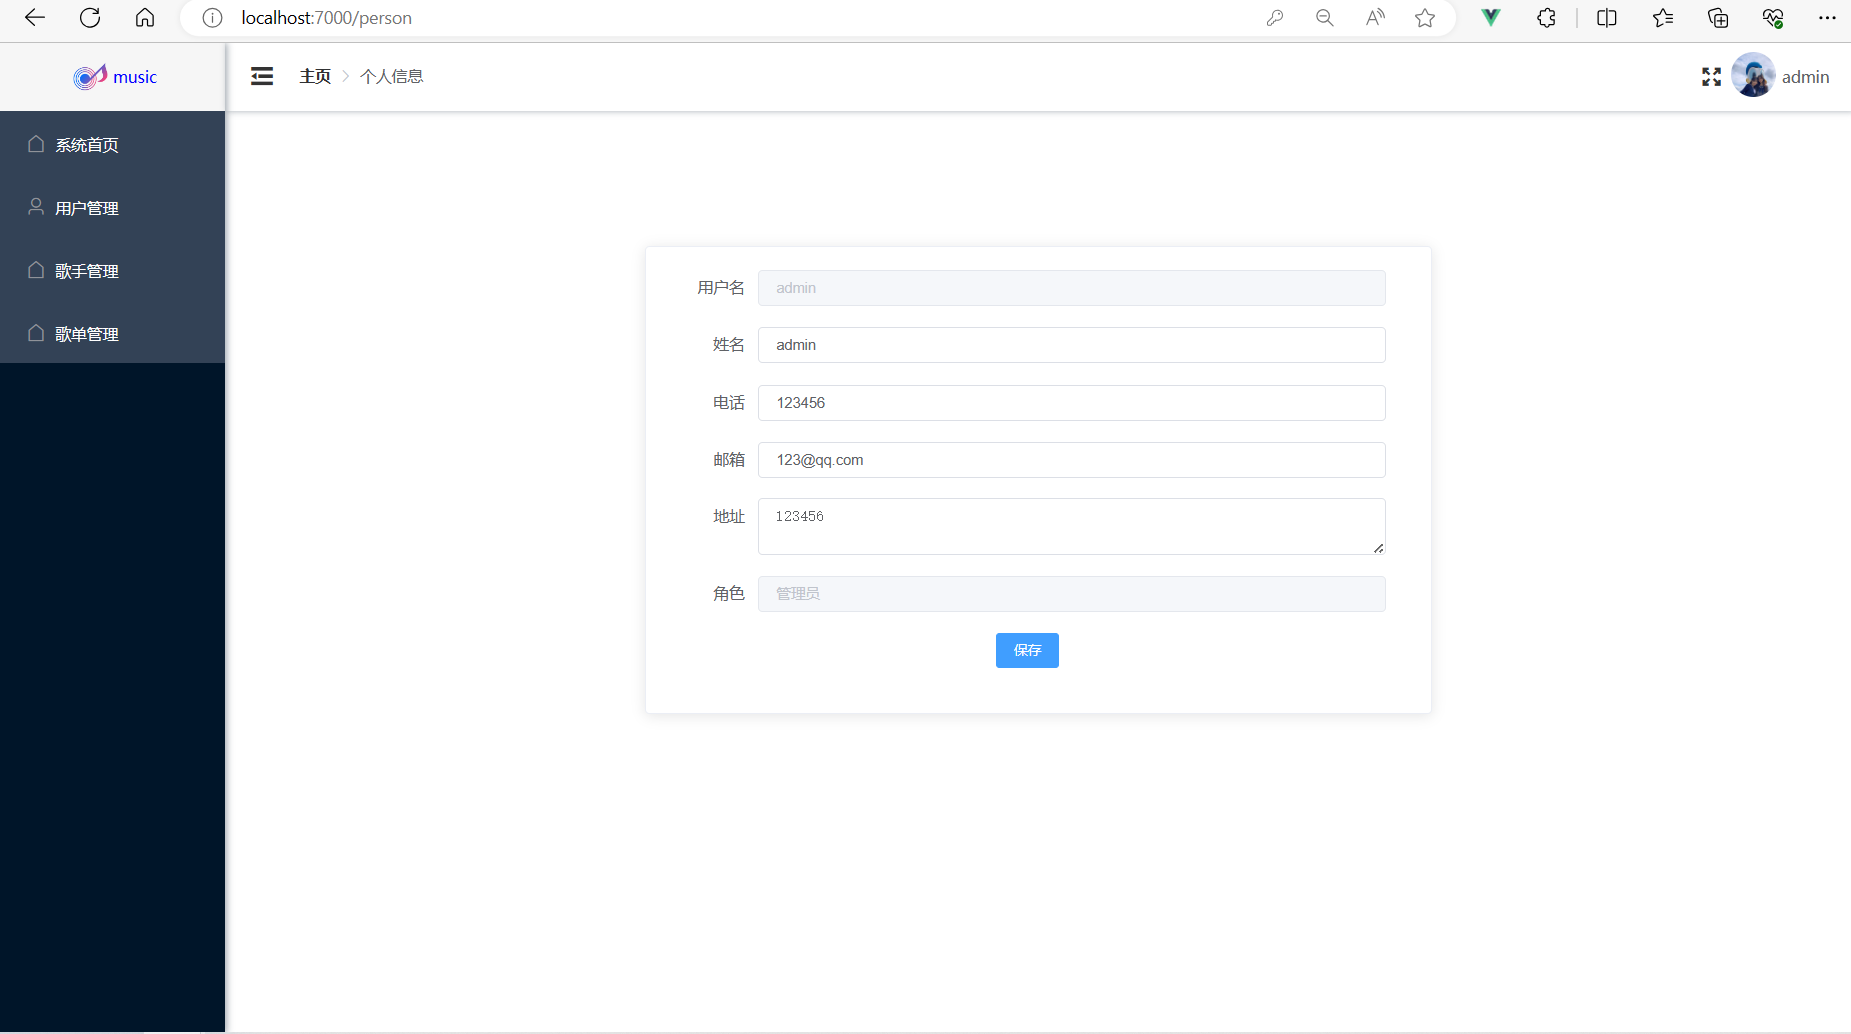 localhost:7000/person
music
主页 个人信息
admin
系统首页
用户管理
歌手管理
歌单管理
用户名 admin
姓名 admin
电话 123456
邮箱 123@qq.com
地址 123456
角色 管理员
保存